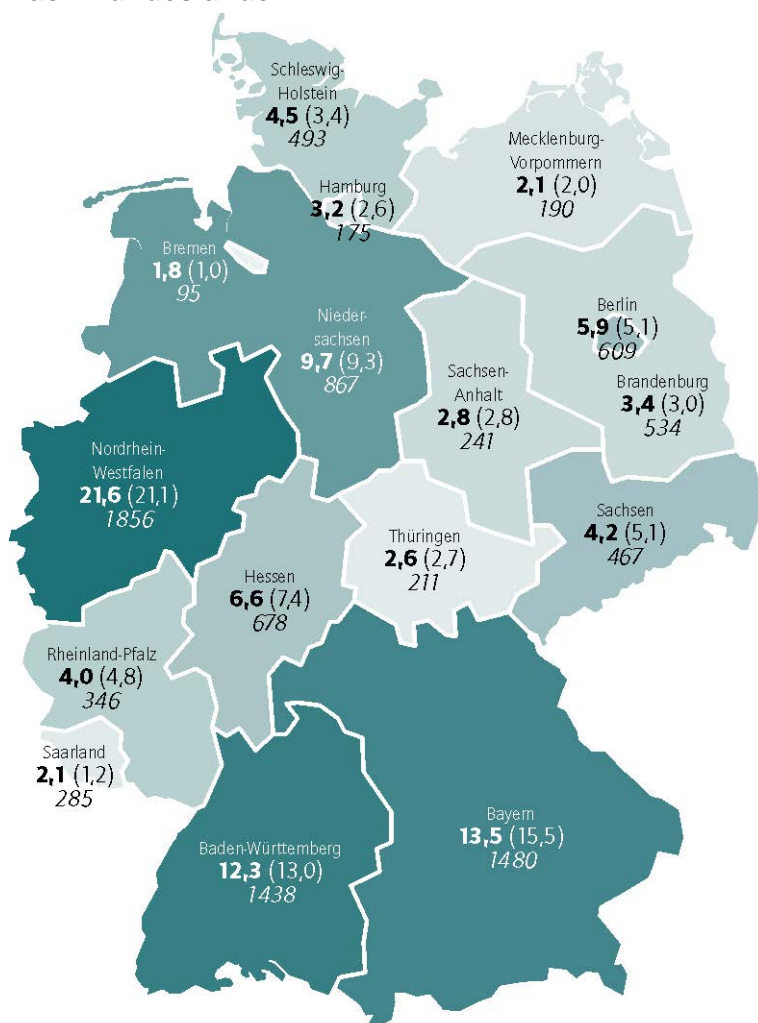 Schleswig-
Holstein
4,5 (3,4)
493
Mecklenburg-
Vorpommern
2,1 (2,0)
190
Hamburg
3,2 (2,6)
175
Bremen
1,8 (1,0)
95
Nieder-
sachsen
9,7 (9,3)
867
Berlin
5,9 (5,1)
609
Brandenburg
3,4 (3,0)
534
Sachsen-
Anhalt
2,8 (2,8)
241
Nordrhein-
Westfalen
21,6 (21,1)
1856
Sachsen
4,2 (5,1)
467
Thüringen
2,6 (2,7)
211
Hessen
6,6 (7,4)
678
Rheinland-Pfalz
4,0 (4,8)
346
Saarland
2,1 (1,2)
285
Bayern
13,5 (15,5)
1480
Baden-Württemberg
12,3 (13,0)
1438